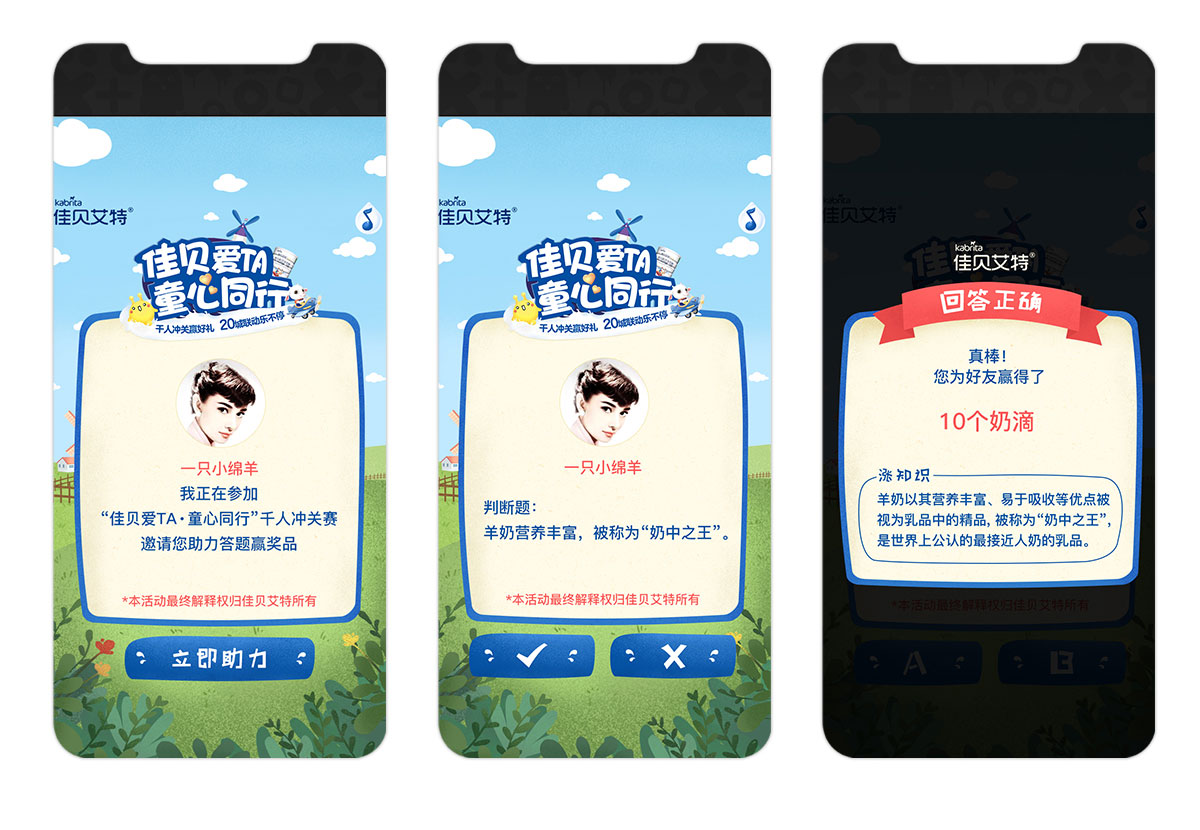 kabrita
佳贝艾特®
佳贝爱TA
童心同行
千人冲关赢好礼 20城联动乐不停
一只小绵羊
我正在参加
“佳贝爱TA·童心同行”千人冲关赛
邀请您助力答题赢奖品
*本活动最终解释权归佳贝艾特所有
立即助力
kabrita
佳贝艾特®
佳贝爱TA
童心同行
千人冲关赢好礼 20城联动乐不停
一只小绵羊
判断题：
羊奶营养丰富，被称为“奶中之王”。
*本活动最终解释权归佳贝艾特所有
kabrita
佳贝艾特®
kabrita
佳贝艾特®
回答正确
真棒！
您为好友赢得了
10个奶滴
涨知识
羊奶以其营养丰富、易于吸收等优点被
视为乳品中的精品，被称为“奶中之王”，
是世界上公认的最接近人奶的乳品。
*本活动最终解释权归佳贝艾特所有
A
B